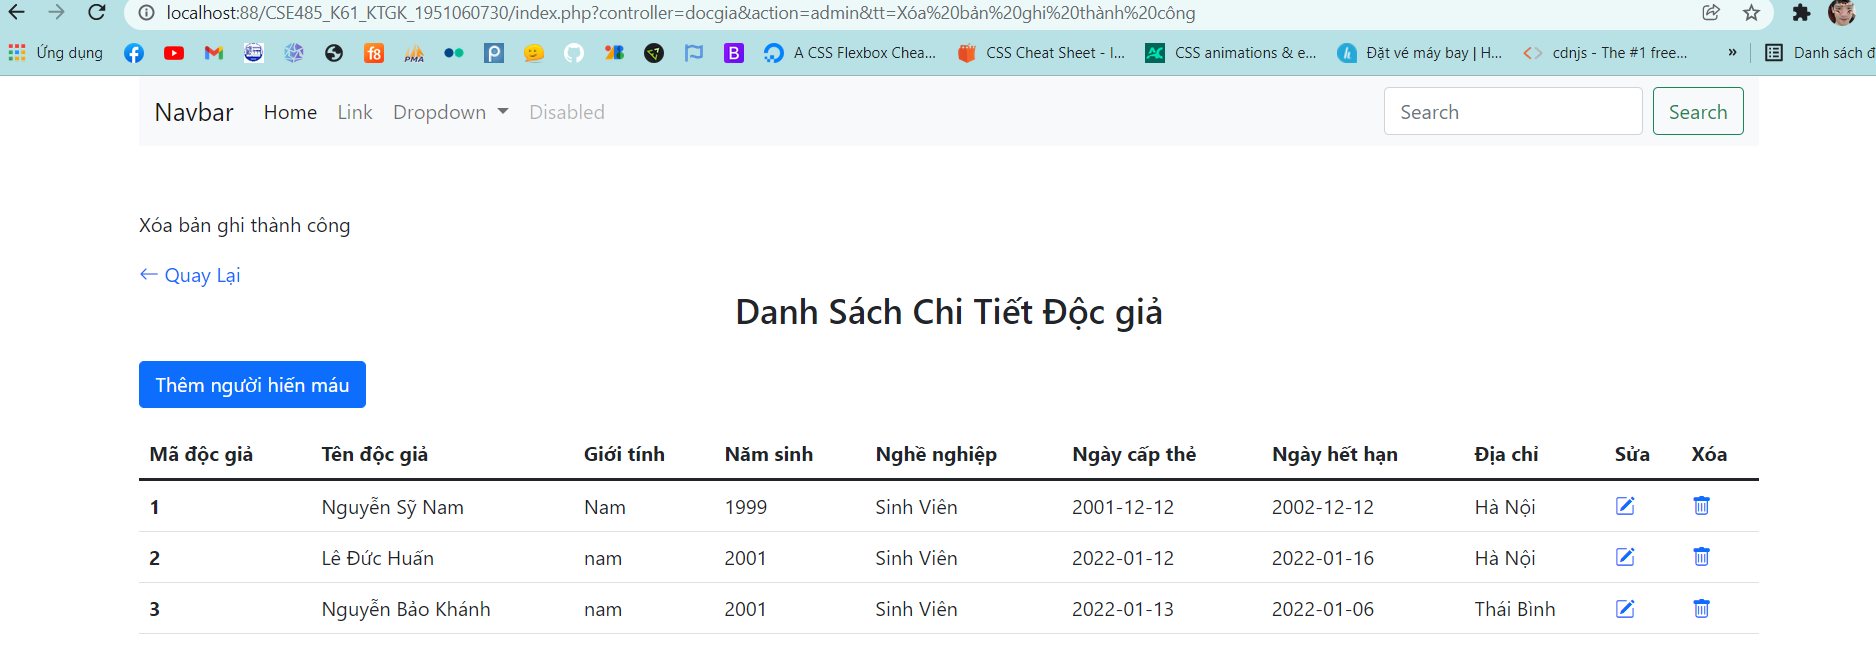 localhost:88/CSE485_K61_KTGK_1951060730/index.php?controller=docgia&action=admin&tt=Xóa%20bản%20ghi%20thành%20công
Ứng dụng f8 PMA P B A CSS Flexbox Chea... CSS Cheat Sheet - I... AC CSS animations & e... h Đặt vé máy bay | H... <> cdnjs - The #1 free... » Danh sách đ
Navbar Home Link Dropdown Disabled Search Search
Xóa bản ghi thành công
← Quay Lại
Danh Sách Chi Tiết Độc giả
Thêm người hiến máu
Mã độc giả Tên độc giả Giới tính Năm sinh Nghề nghiệp Ngày cấp thẻ Ngày hết hạn Địa chỉ Sửa Xóa
1 Nguyễn Sỹ Nam Nam 1999 Sinh Viên 2001-12-12 2002-12-12 Hà Nội
2 Lê Đức Huấn nam 2001 Sinh Viên 2022-01-12 2022-01-16 Hà Nội
3 Nguyễn Bảo Khánh nam 2001 Sinh Viên 2022-01-13 2022-01-06 Thái Bình